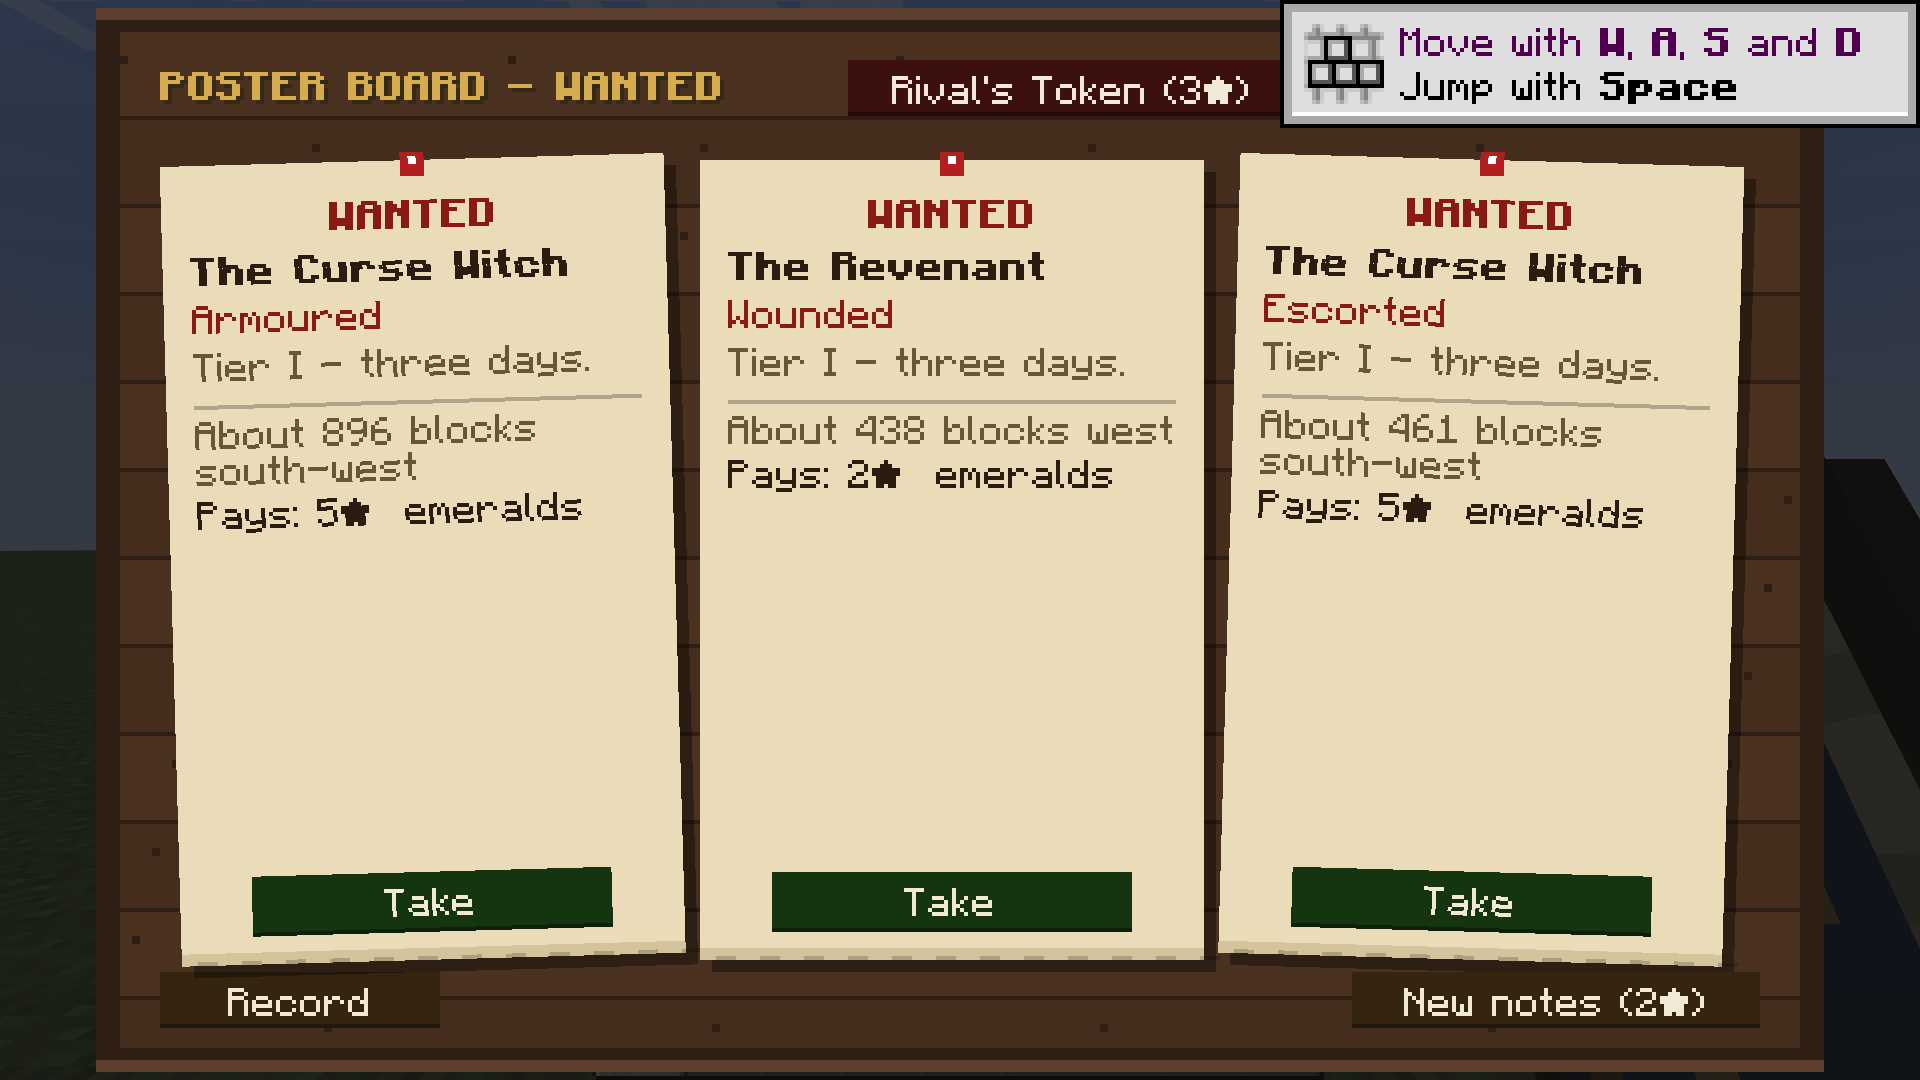 POSTER BOARD - WANTED
Rival's Token (3★)
Move with W, A, S and D
Jump with Space
WANTED
The Curse Witch
Armoured
Tier I - three days.
About 896 blocks
south-west
Pays: 5★ emeralds
Take
WANTED
The Revenant
Wounded
Tier I - three days.
About 438 blocks west
Pays: 2★ emeralds
Take
WANTED
The Curse Witch
Escorted
Tier I - three days.
About 461 blocks
south-west
Pays: 5★ emeralds
Take
Record
New notes (2★)